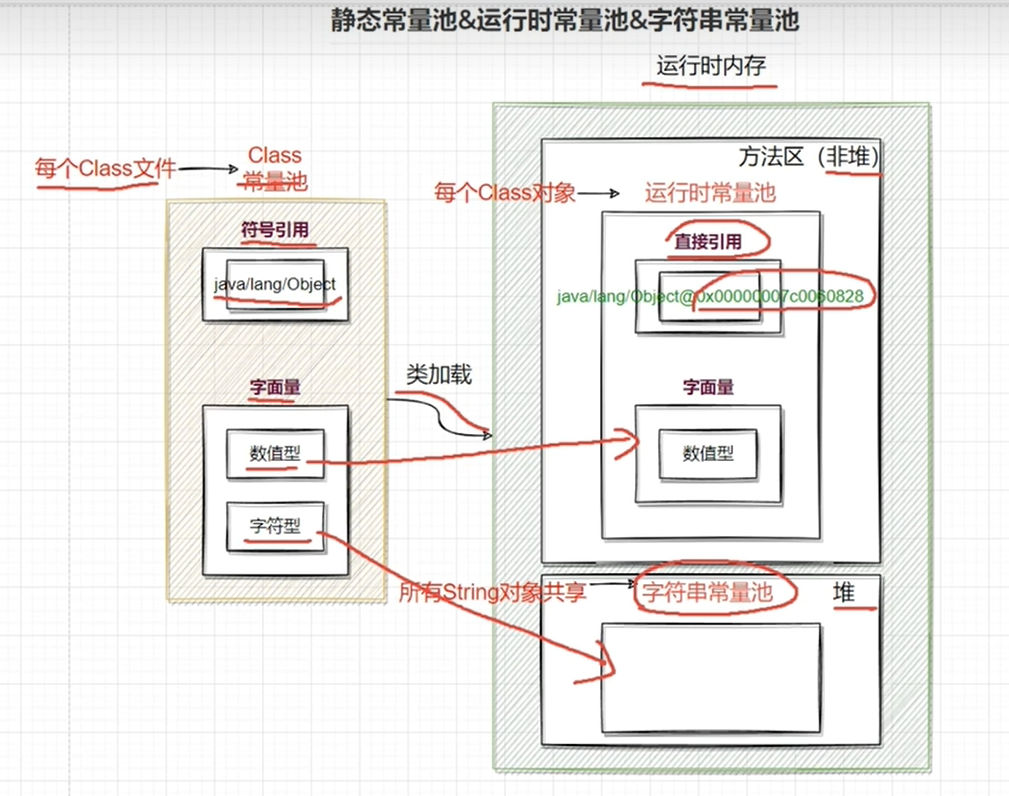 静态常量池&运行时常量池&字符串常量池
运行时内存
每个Class文件
Class
常量池
符号引用
java/lang/Object
字面量
数值型
字符型
类加载
方法区（非堆）
每个Class对象
运行时常量池
直接引用
java/lang/Object@0x00000007c0060828
字面量
数值型
所有String对象共享
字符串常量池
堆